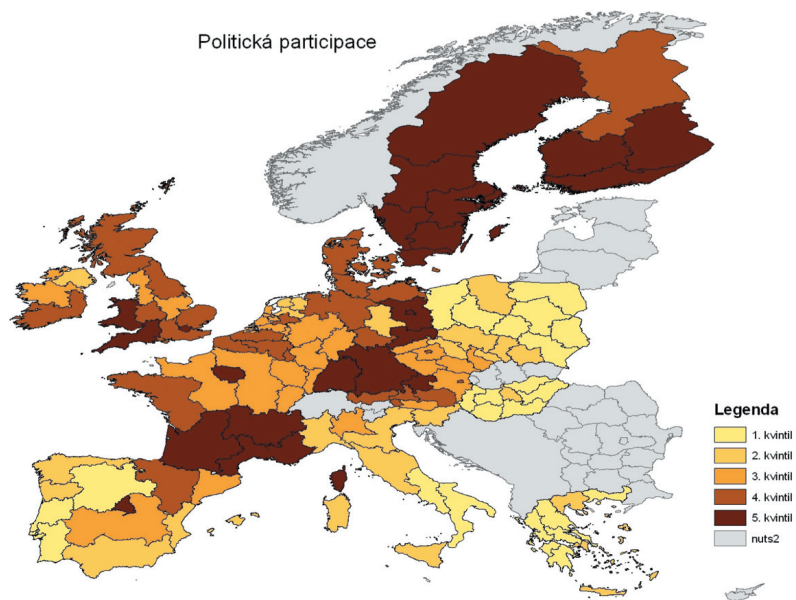 Politická participace
Legenda
1. kvintil
2. kvintil
3. kvintil
4. kvintil
5. kvintil
nuts2